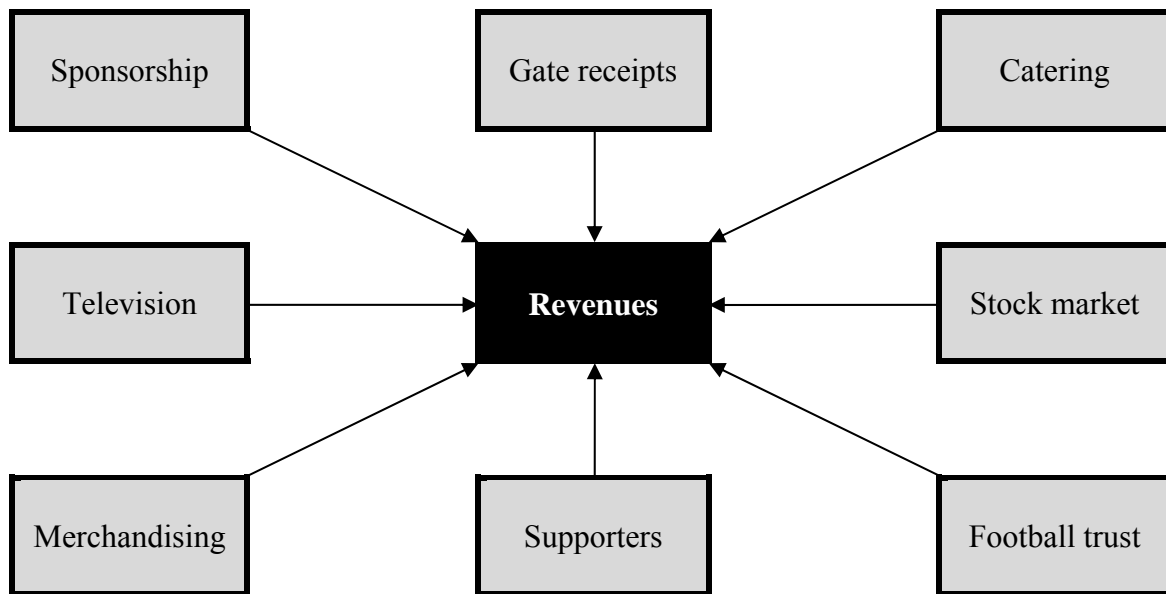 Sponsorship
Gate receipts
Catering
Television
Revenues
Stock market
Merchandising
Supporters
Football trust